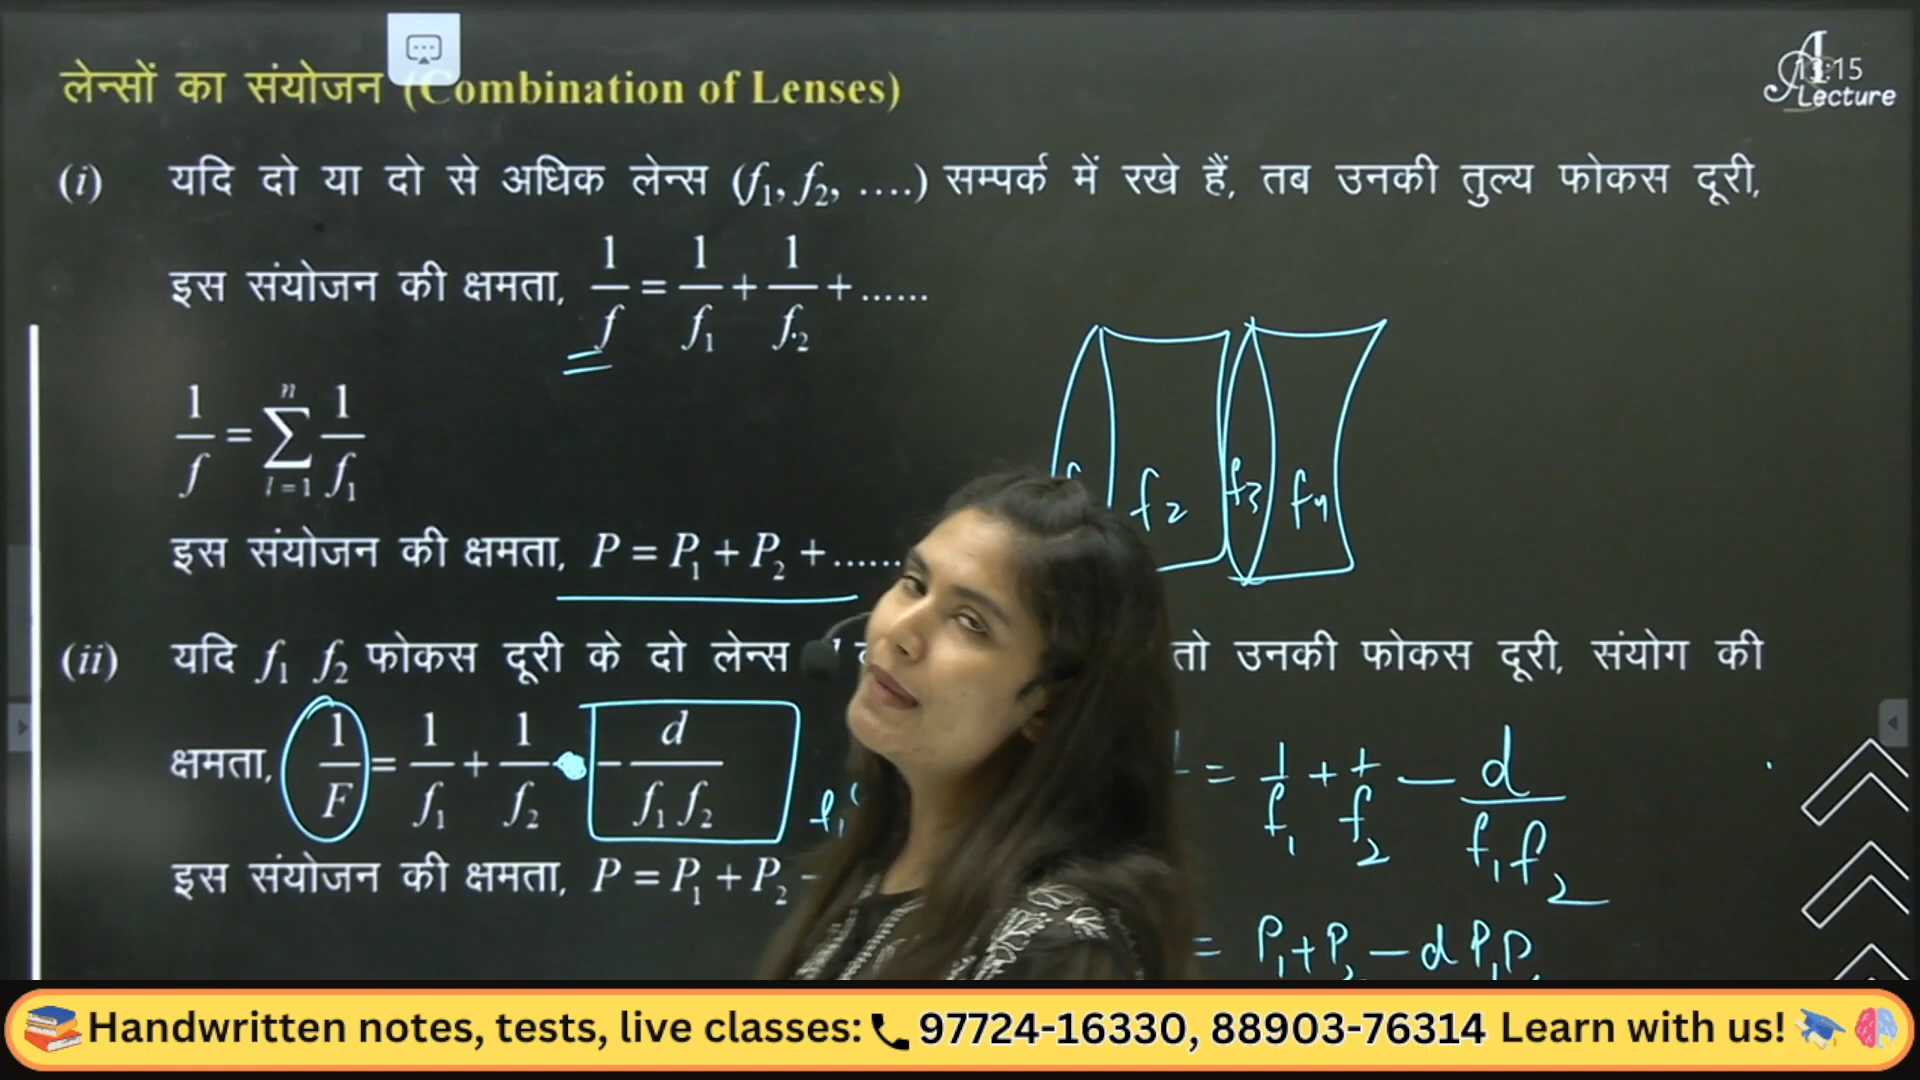 लेन्सों का संयोजन (Combination of Lenses)
13:15
A
Lecture
(i) यदि दो या दो से अधिक लेन्स (f₁, f₂, ....) सम्पर्क में रखे हैं, तब उनकी तुल्य फोकस दूरी,
इस संयोजन की क्षमता, 1/f = 1/f₁ + 1/f₂ + ......
1/f = Σ 1/f₁
n
i=1
f₂ f₃ f₄
इस संयोजन की क्षमता, P = P₁ + P₂ + ......
(ii) यदि f₁ f₂ फोकस दूरी के दो लेन्स तो उनकी फोकस दूरी, संयोग की
क्षमता, 1/F = 1/f₁ + 1/f₂ - d/f₁f₂
= 1/f₁ + 1/f₂ - d/f₁f₂
इस संयोजन की क्षमता, P = P₁ + P₂ -
= P₁ + P₂ - d P₁P₂
Handwritten notes, tests, live classes: 97724-16330, 88903-76314 Learn with us!